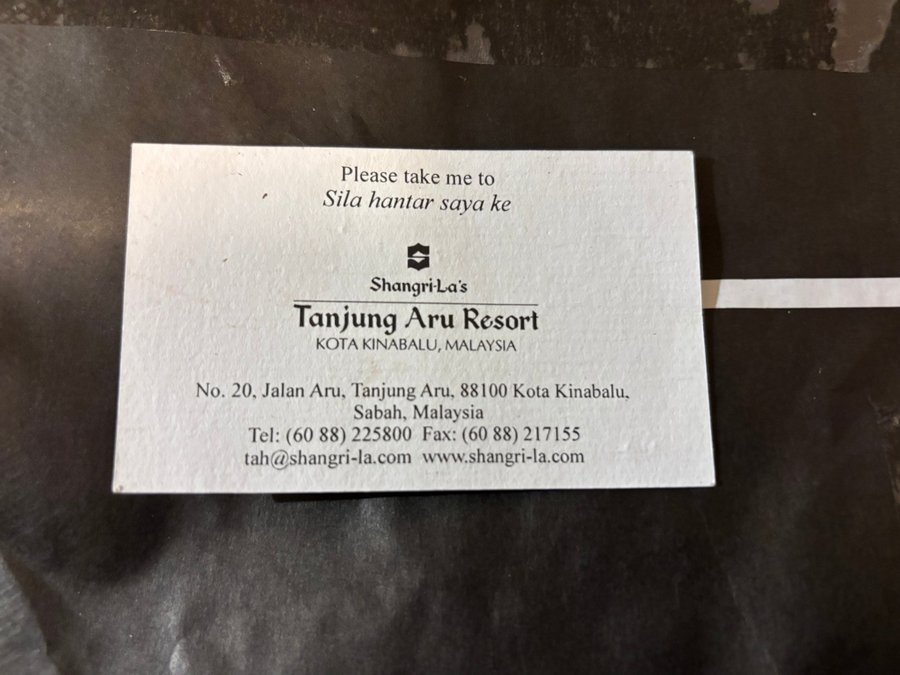 Please take me to
Sila hantar saya ke
Shangri-La's
Tanjung Aru Resort
KOTA KINABALU, MALAYSIA
No. 20, Jalan Aru, Tanjung Aru, 88100 Kota Kinabalu,
Sabah, Malaysia
Tel: (60 88) 225800  Fax: (60 88) 217155
tah@shangri-la.com  www.shangri-la.com